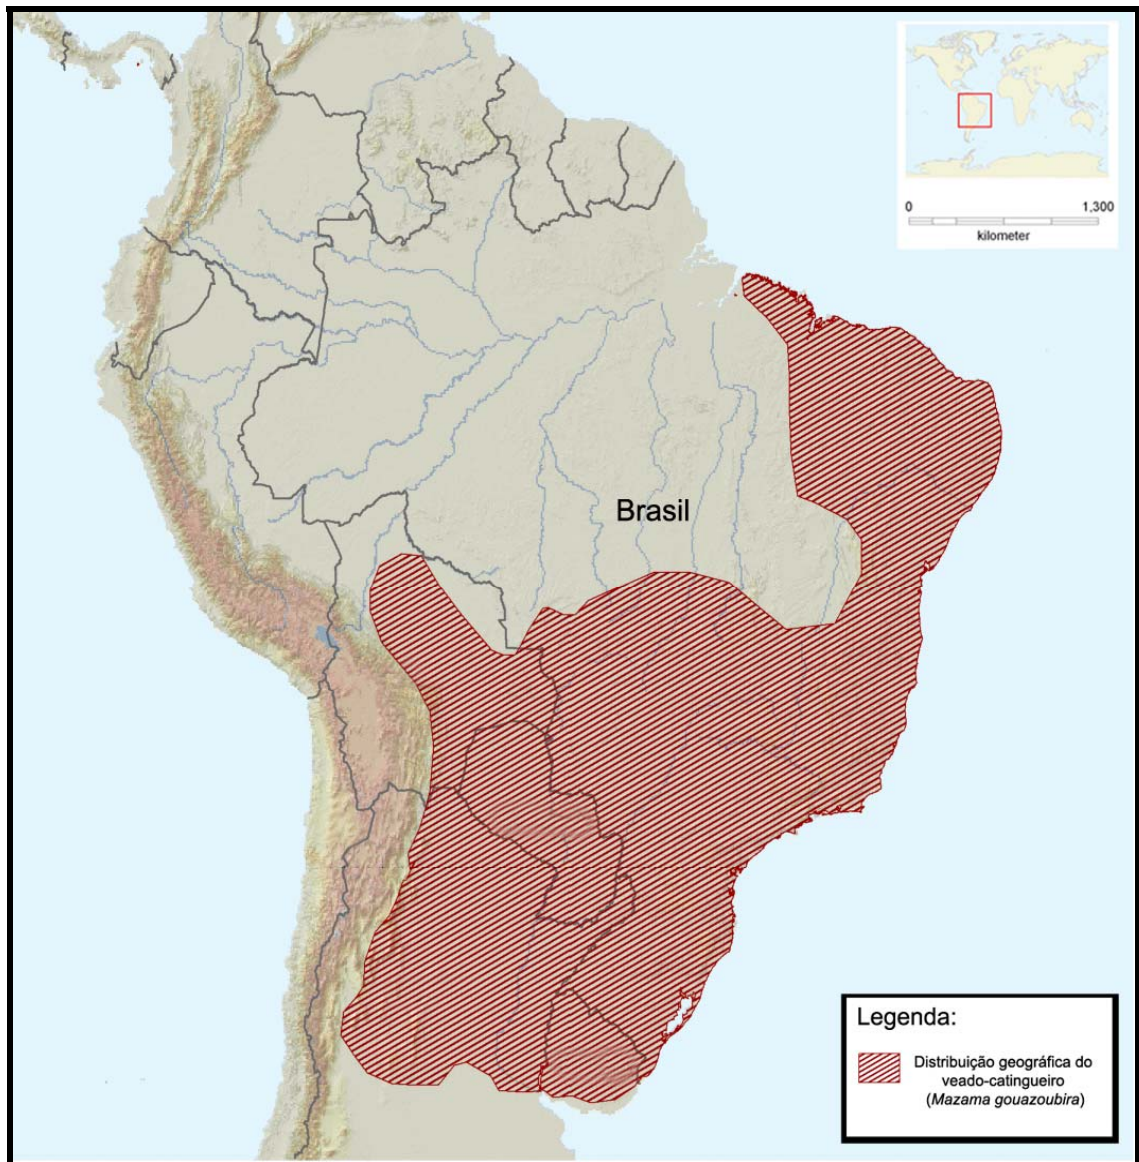 0 1,300
kilometer
Brasil
Legenda:
Distribuição geográfica do
veado-catingueiro
(Mazama gouazoubira)